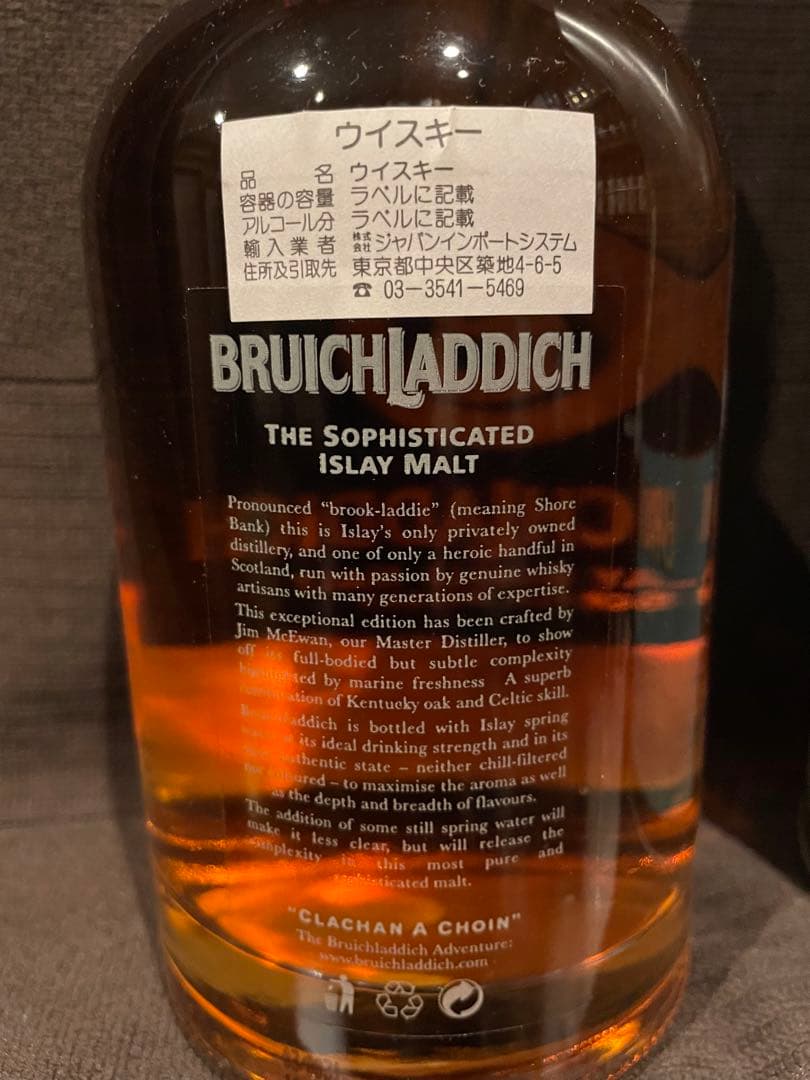 ウイスキー
品 名 ウイスキー
容器の容量 ラベルに記載
アルコール分 ラベルに記載
輸入業者 株式会社ジャパンインポートシステム
住所及引取先 東京都中央区築地4-6-5
☎ 03-3541-5469
BRUICHLADDICH
THE SOPHISTICATED
ISLAY MALT
Pronounced “brook-laddie” (meaning Shore
Bank) this is Islay’s only privately owned
distillery, and one of only a heroic handful in
Scotland, run with passion by genuine whisky
artisans with many generations of expertise.
This exceptional edition has been crafted by
Jim McEwan, our Master Distiller, to show
off its full-bodied but subtle complexity
by marine freshness A superb
of Kentucky oak and Celtic skill.
Bruichladdich is bottled with Islay spring
its ideal drinking strength and in its
authentic state – neither chill-filtered
– to maximise the aroma as well
as the depth and breadth of flavours.
The addition of some still spring water will
make it less clear, but will release the
complexity in this most pure and
sophisticated malt.
"CLACHAN A CHOIN"
The Bruichladdich Adventure:
www.bruichladdich.com